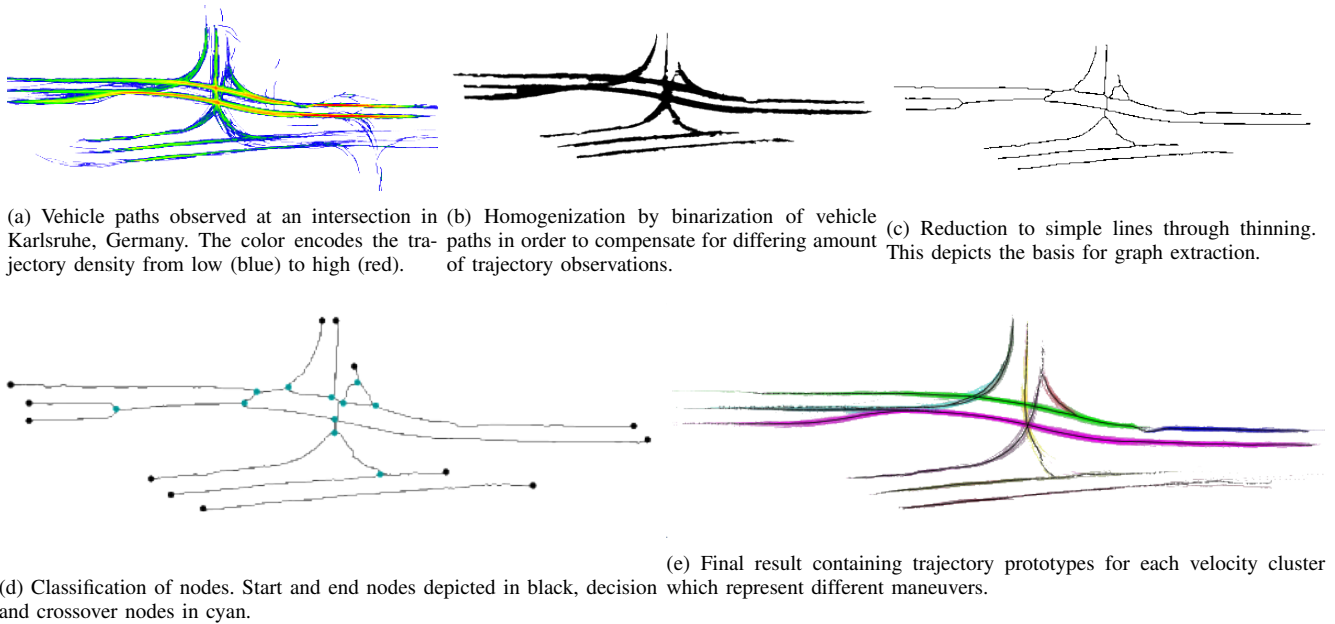 (a) Vehicle paths observed at an intersection in
Karlsruhe, Germany. The color encodes the tra-
jectory density from low (blue) to high (red).
(b) Homogenization by binarization of vehicle
paths in order to compensate for differing amount
of trajectory observations.
(c) Reduction to simple lines through thinning.
This depicts the basis for graph extraction.
(d) Classification of nodes. Start and end nodes depicted in black, decision
and crossover nodes in cyan.
(e) Final result containing trajectory prototypes for each velocity cluster
which represent different maneuvers.